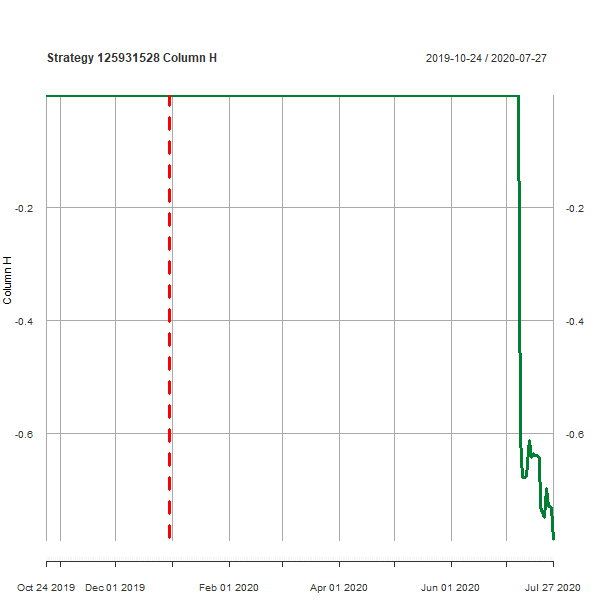 Strategy 125931528 Column H
2019-10-24 / 2020-07-27
-0.2
-0.2
-0.4
-0.4
-0.6
-0.6
Column H
Oct 24 2019
Dec 01 2019
Feb 01 2020
Apr 01 2020
Jun 01 2020
Jul 27 2020